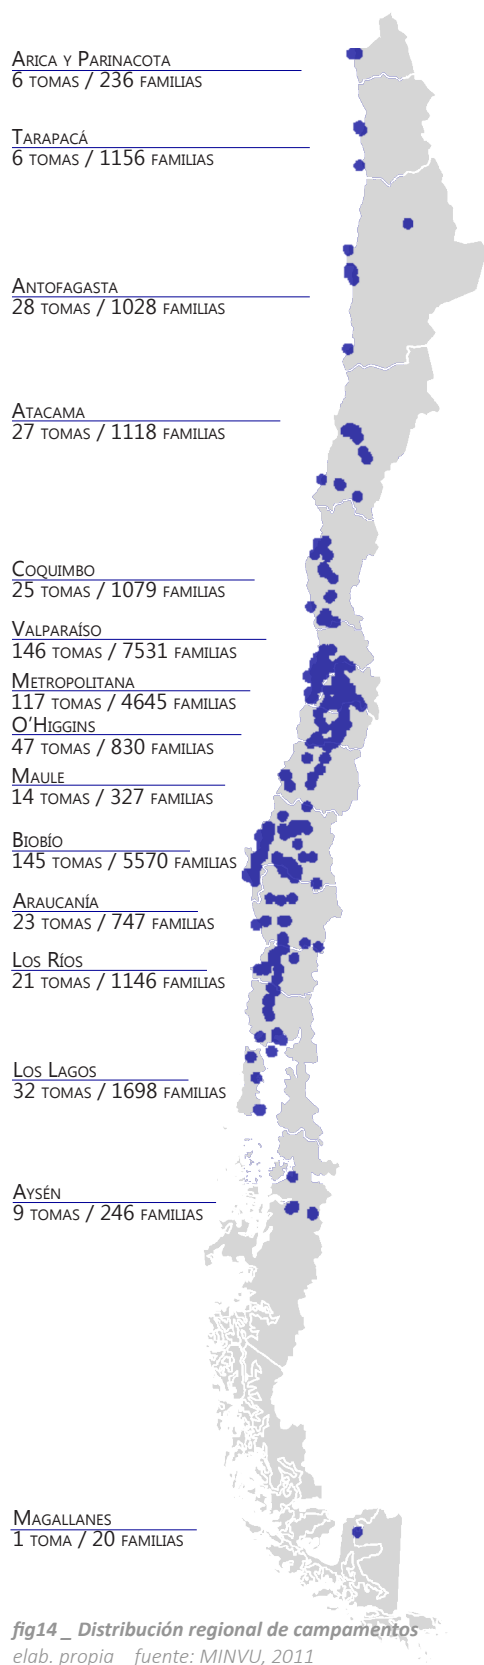 Arica y Parinacota
6 tomas / 236 familias
Tarapacá
6 tomas / 1156 familias
Antofagasta
28 tomas / 1028 familias
Atacama
27 tomas / 1118 familias
Coquimbo
25 tomas / 1079 familias
Valparaíso
146 tomas / 7531 familias
Metropolitana
117 tomas / 4645 familias
O'Higgins
47 tomas / 830 familias
Maule
14 tomas / 327 familias
Biobío
145 tomas / 5570 familias
Araucanía
23 tomas / 747 familias
Los Ríos
21 tomas / 1146 familias
Los Lagos
32 tomas / 1698 familias
Aysén
9 tomas / 246 familias
Magallanes
1 toma / 20 familias
fig14 _ Distribución regional de campamentos
elab. propia fuente: MINVU, 2011